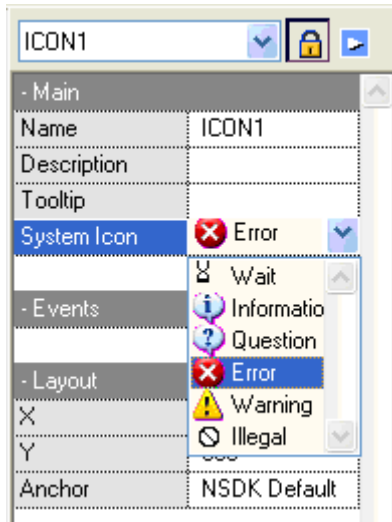 ICON1
- Main
Name ICON1
Description
Tooltip
System Icon Error
Wait
- Events Informatio
Question
- Layout Error
X Warning
Y Illegal
Anchor NSDK Default